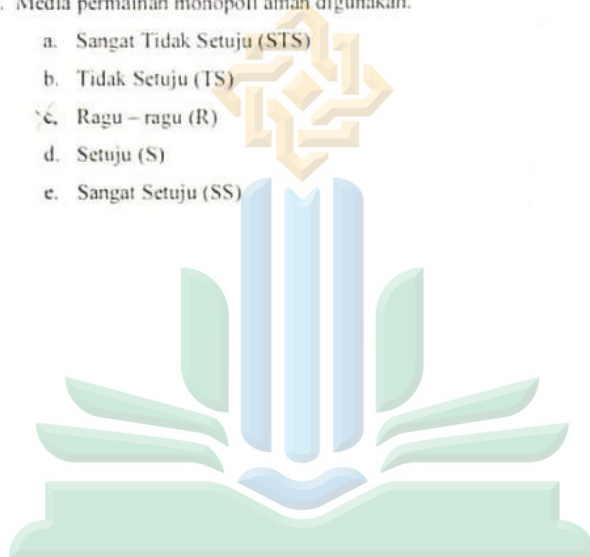 . Media permainan monopoli aman digunakan.
a. Sangat Tidak Setuju (STS)
b. Tidak Setuju (TS)
c. Ragu – ragu (R)
d. Setuju (S)
e. Sangat Setuju (SS)